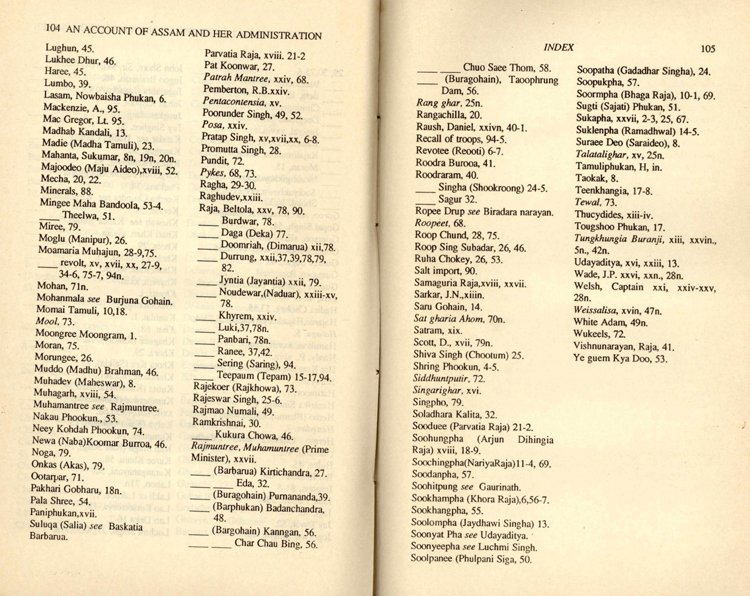 104 AN ACCOUNT OF ASSAM AND HER ADMINISTRATION
Lughun, 45.
Lukhee Dhur, 46.
Haree, 45.
Lumbo, 39.
Lasam, Nowbaisha Phukan, 6.
Mackenzie, A., 95.
Mac Gregor, Lt. 95.
Madhab Kandali, 13.
Madie (Madha Tamuli), 23.
Mahanta, Sukumar, 8n, 19n, 20n.
Majoodeo (Maju Aideo),xviii, 52.
Mecha, 20, 22.
Minerals, 88.
Mingee Maha Bandoola, 53-4.
____ Theelwa, 51.
Miree, 79.
Moglu (Manipur), 26.
Moamaria Muhajun, 28-9,75.
____ revolt, xv, xvii, xx, 27-9,
34-6, 75-7, 94n.
Mohan, 71n.
Mohanmala see Burjuna Gohain.
Momai Tamuli, 10,18.
Mool, 73.
Moongree Moongram, 1.
Moran, 75.
Morungee, 26.
Muddo (Madhu) Brahman, 46.
Muhadev (Maheswar), 8.
Muhagarh, xviii, 54.
Muhamantree see Rajmuntree.
Nakau Phookun., 53.
Neey Kohdah Phookun, 74.
Newa (Naba)Koomar Burroa, 46.
Noga, 79.
Onkas (Akas), 79.
Ootarpar, 71.
Pakhari Gobharu, 18n.
Pala Shree, 54.
Paniphukan,xvii.
Suluqa (Salia) see Baskatia
Barbarua.
Parvatia Raja, xviii. 21-2
Pat Koonwar, 27.
Patrah Mantree, xxiv, 68.
Pemberton, R.B.xxiv.
Pentacontensia, xv.
Poorunder Singh, 49, 52.
Posa, xxiv.
Pratap Singh, xv,xvii,xx, 6-8.
Promutta Singh, 28.
Pundit, 72.
Pykes, 68, 73.
Ragha, 29-30.
Raghudev,xxiii.
Raja, Beltola, xxv, 78, 90.
____ Burdwar, 78.
____ Daga (Deka) 77.
____ Doomriah, (Dimarua) xii,78.
____ Durrung, xxii,37,39,78,79,
82.
____ Jyntia (Jayantia) xxii, 79.
____ Noudewar,(Naduar), xxiii-xv,
78.
____ Khyrem, xxiv.
____ Luki,37,78n.
____ Panbari, 78n.
____ Ranee, 37,42.
____ Sering (Saring), 94.
____ Teepaum (Tepam) 15-17,94.
Rajekoer (Rajkhowa), 73.
Rajeswar Singh, 25-6.
Rajmao Numali, 49.
Ramkrishnai, 30.
____ Kukura Chowa, 46.
Rajmuntree, Muhamuntree (Prime
Minister), xxvii.
____ (Barbarua) Kirtichandra, 27.
____ ____ Eda, 32.
____ (Buragohain) Purnananda,39.
____ (Barphukan) Badanchandra,
48.
____ (Bargohain) Kanngan, 56.
____ ____ Char Chau Bing, 56.
INDEX 105
____ ____ Chuo Saee Thom, 58.
____ (Buragohain), Taoophrung
Dam, 56.
Rang ghar, 25n.
Rangachilla, 20.
Raush, Daniel, xxivn, 40-1.
Recall of troops, 94-5.
Revotee (Reooti) 6-7.
Roodra Burooa, 41.
Roodraram, 40.
____ Singha (Shookroong) 24-5.
____ Sagur 32.
Ropee Drup see Biradara narayan.
Roopeet, 68.
Roop Chund, 28, 75.
Roop Sing Subadar, 26, 46.
Ruha Chokey, 26, 53.
Salt import, 90.
Samaguria Raja,xviii, xxvii.
Sarkar, J.N.,xiiin.
Saru Gohain, 14.
Sat gharia Ahom, 70n.
Satram, xix.
Scott, D., xvii, 79n.
Shiva Singh (Chootum) 25.
Shring Phookun, 4-5.
Siddhuntputir, 72.
Singarighar, xvi.
Singpho, 79.
Soladhara Kalita, 32.
Sooduee (Parvatia Raja) 21-2.
Soohungpha (Arjun Dihingia
Raja) xviii, 18-9.
Soochingpha(NariyaRaja)11-4, 69.
Soodanpha, 57.
Soohitpung see Gaurinath.
Sookhampha (Khora Raja),6,56-7.
Sookhangpha, 55.
Soolompha (Jaydhawi Singha) 13.
Soonyat Pha see Udayaditya.
Soonyeepha see Luchmi Singh.
Soolpanee (Phulpani Siga, 50.
Soopatha (Gadadhar Singha), 24.
Soopukpha, 57.
Soormpha (Bhaga Raja), 10-1, 69.
Sugti (Sajati) Phukan, 51.
Sukapha, xxvii, 2-3, 25, 67.
Suklenpha (Ramadhwal) 14-5.
Suraee Deo (Saraideo), 8.
Talatalighar, xv, 25n.
Tamuliphukan, H, in.
Taokak, 8.
Teenkhangia, 17-8.
Tewal, 73.
Thucydides, xiii-iv.
Tougshoo Phukan, 17.
Tungkhungia Buranji, xiii, xxvin.,
5n., 42n.
Udayaditya, xvi, xxiii, 13.
Wade, J.P. xxvi, xxn., 28n.
Welsh, Captain xxi, xxiv-xxv,
28n.
Weissalisa, xvin, 47n.
White Adam, 49n.
Wukeels, 72.
Vishnunarayan, Raja, 41.
Ye guem Kya Doo, 53.